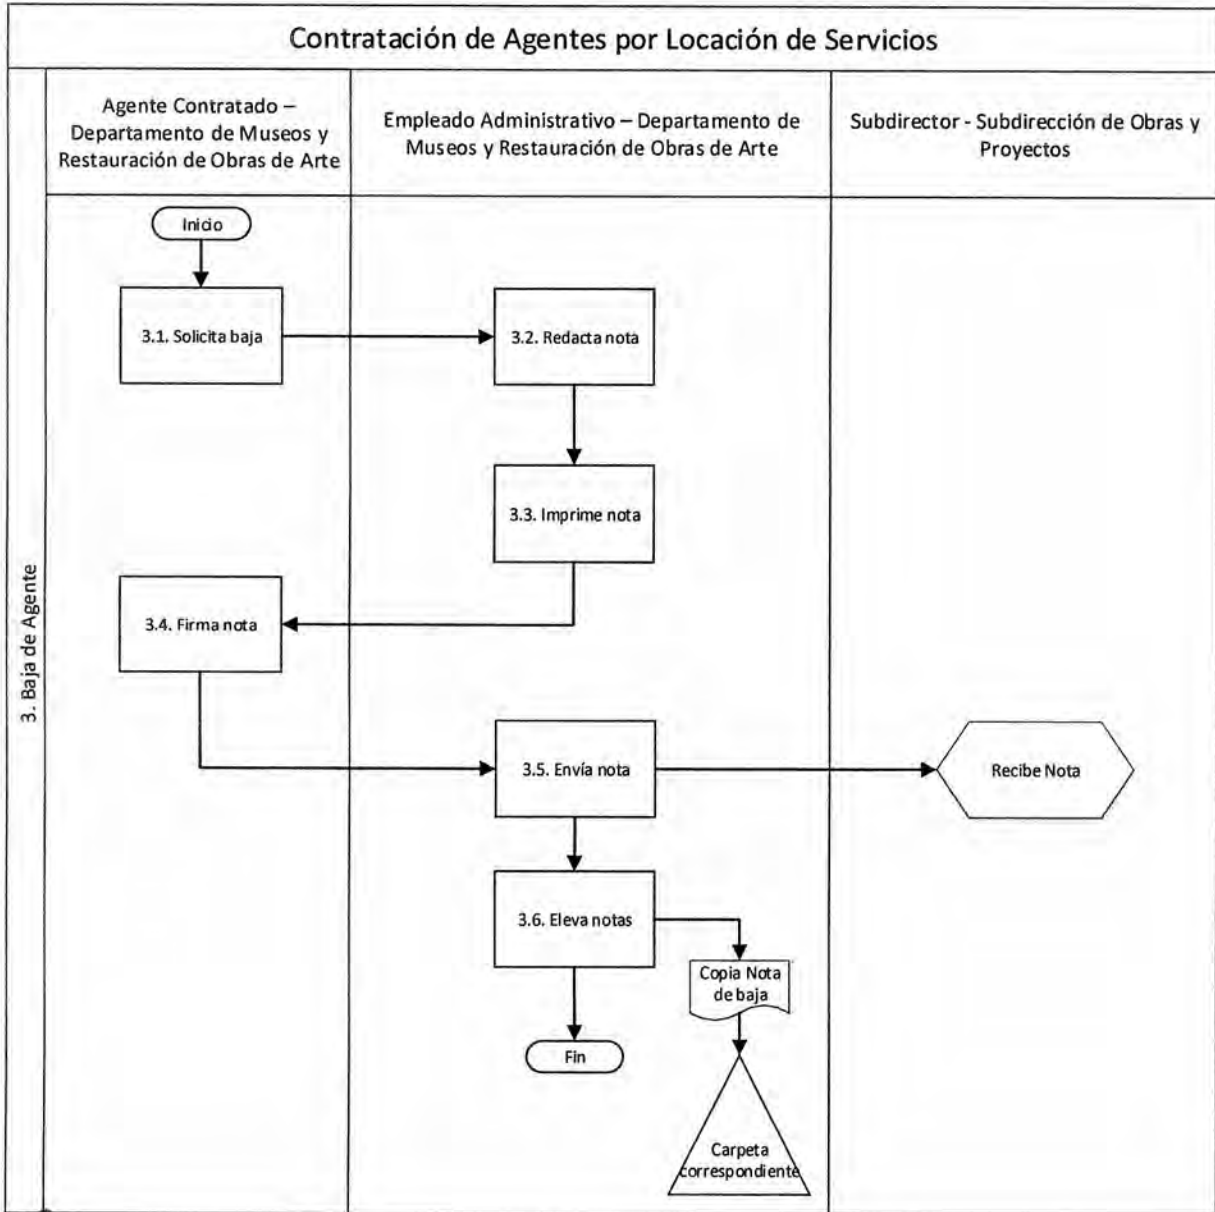 Contratación de Agentes por Locación de Servicios
Agente Contratado –
Departamento de Museos y
Restauración de Obras de Arte
Empleado Administrativo – Departamento de
Museos y Restauración de Obras de Arte
Subdirector - Subdirección de Obras y
Proyectos
3. Baja de Agente
Inicio
3.1. Solicita baja
3.2. Redacta nota
3.3. Imprime nota
3.4. Firma nota
3.5. Envía nota
Recibe Nota
3.6. Eleva notas
Copia Nota
de baja
Fin
Carpeta
correspondiente